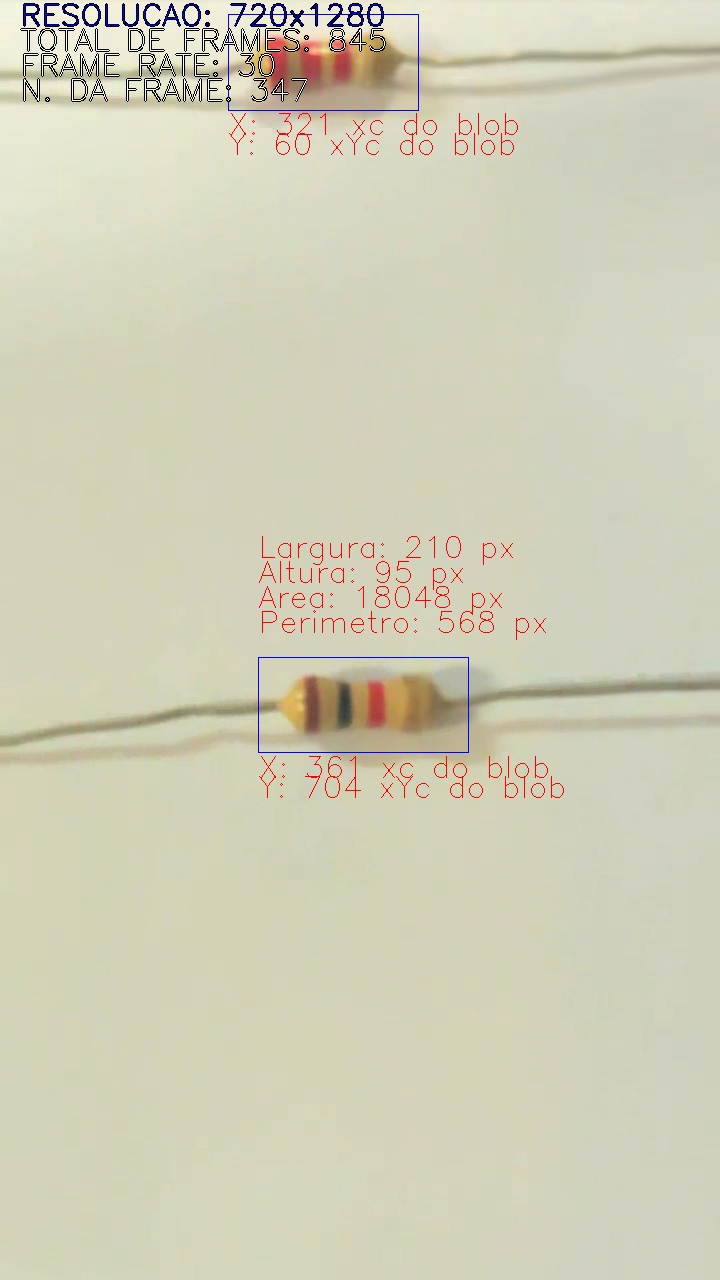 RESOLUCAO: 720x1280
TOTAL DE FRAMES: 845
FRAME RATE: 30
N. DA FRAME: 347
X: 321 xc do blob
Y: 60 xYc do blob
Largura: 210 px
Altura: 95 px
Area: 18048 px
Perimetro: 568 px
X: 361 xc do blob
Y: 704 xYc do blob